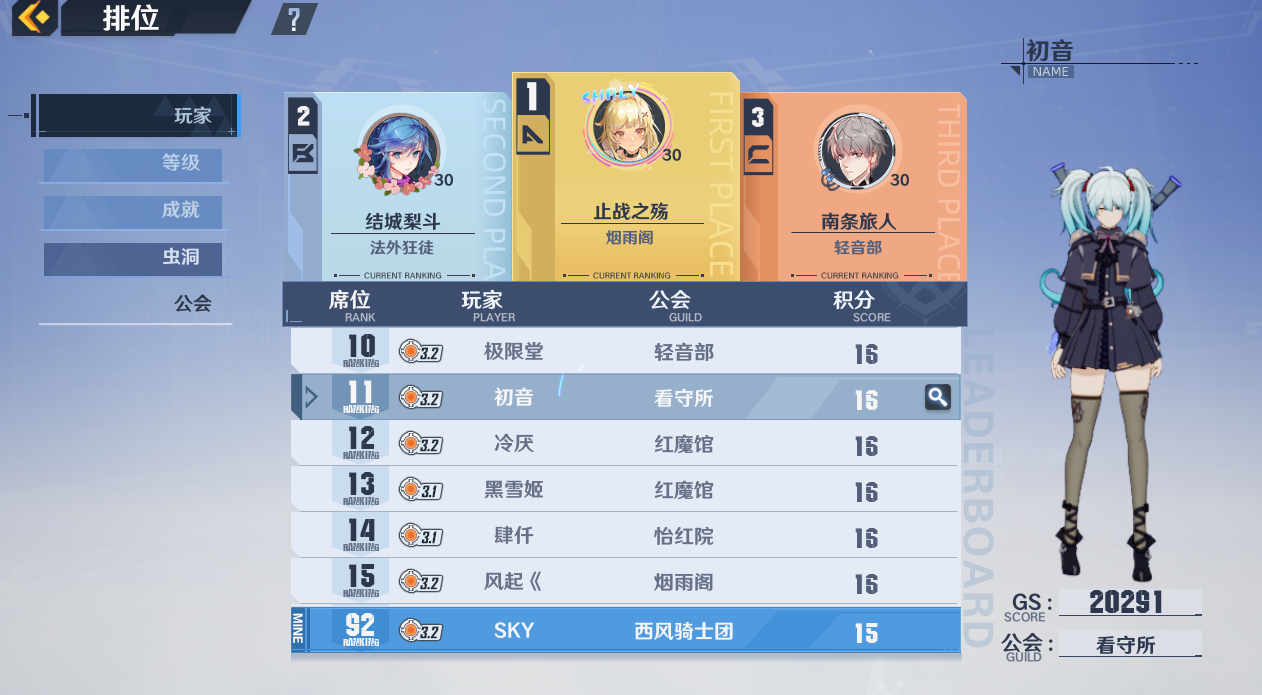 排位
?
初音
NAME
玩家
等级
成就
虫洞
公会
2
SECOND PLA
30
结城梨斗
法外狂徒
CURRENT RANKING
1
FIRST PLACE
30
止战之殇
烟雨阁
CURRENT RANKING
3
THIRD PLACE
30
南条旅人
轻音部
CURRENT RANKING
席位 玩家 公会 积分
RANK PLAYER GUILD SCORE
10 3.2 极限堂 轻音部 16
RANKING
11 3.2 初音 看守所 16
RANKING
12 3.2 冷厌 红魔馆 16
RANKING
13 3.1 黑雪姬 红魔馆 16
RANKING
14 3.1 肆仟 怡红院 16
RANKING
15 3.2 风起《 烟雨阁 16
RANKING
MINE 92 3.2 SKY 西风骑士团 15
RANKING
LEADERBOARD
GS : 20291
SCORE
公会 : 看守所
GUILD